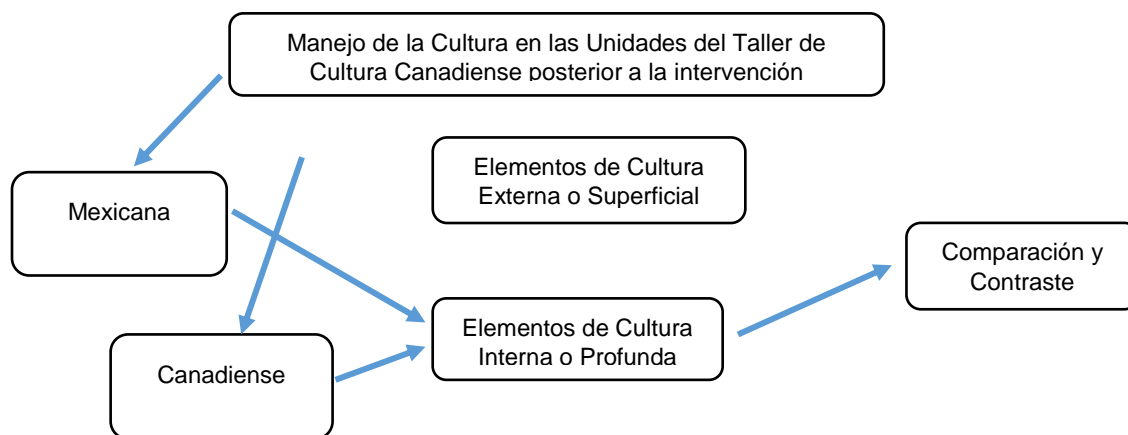 Manejo de la Cultura en las Unidades del Taller de
Cultura Canadiense posterior a la intervención
Elementos de Cultura
Externa o Superficial
Mexicana
Comparación y
Contraste
Elementos de Cultura
Interna o Profunda
Canadiense